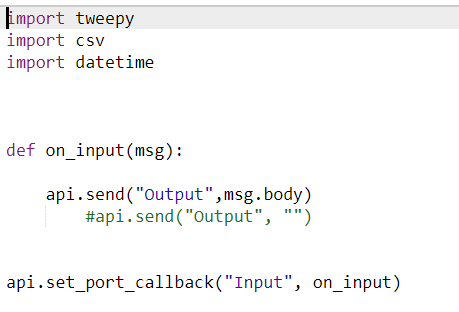 import tweepy
import csv
import datetime
def on_input(msg):
    api.send("Output",msg.body)
        #api.send("Output", "")
api.set_port_callback("Input", on_input)